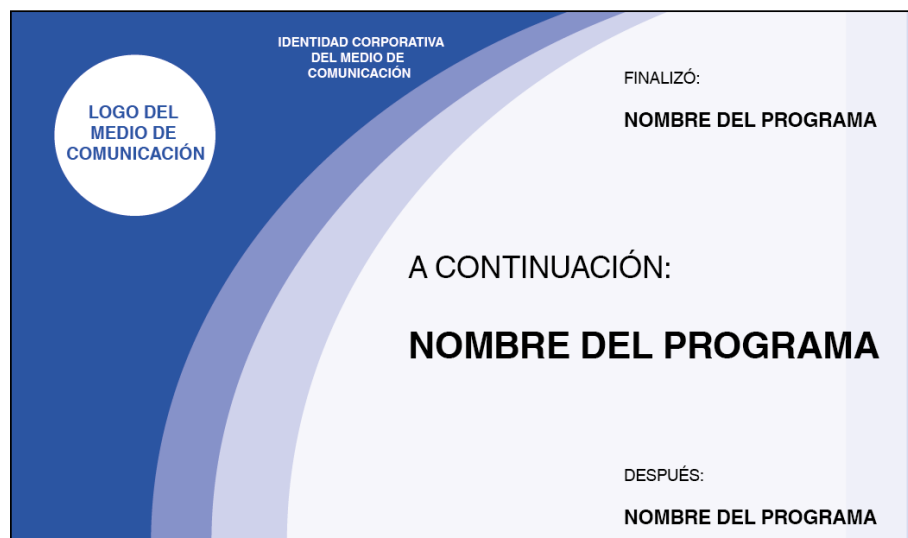 IDENTIDAD CORPORATIVA
DEL MEDIO DE
COMUNICACIÓN
LOGO DEL
MEDIO DE
COMUNICACIÓN
FINALIZÓ:
NOMBRE DEL PROGRAMA
A CONTINUACIÓN:
NOMBRE DEL PROGRAMA
DESPUÉS:
NOMBRE DEL PROGRAMA